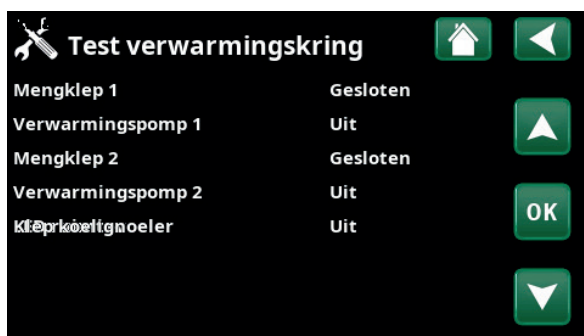 Test verwarmingskring
Mengklep 1 Gesloten
Verwarmingspomp 1 Uit
Mengklep 2 Gesloten
Verwarmingspomp 2 Uit
Uit
OK